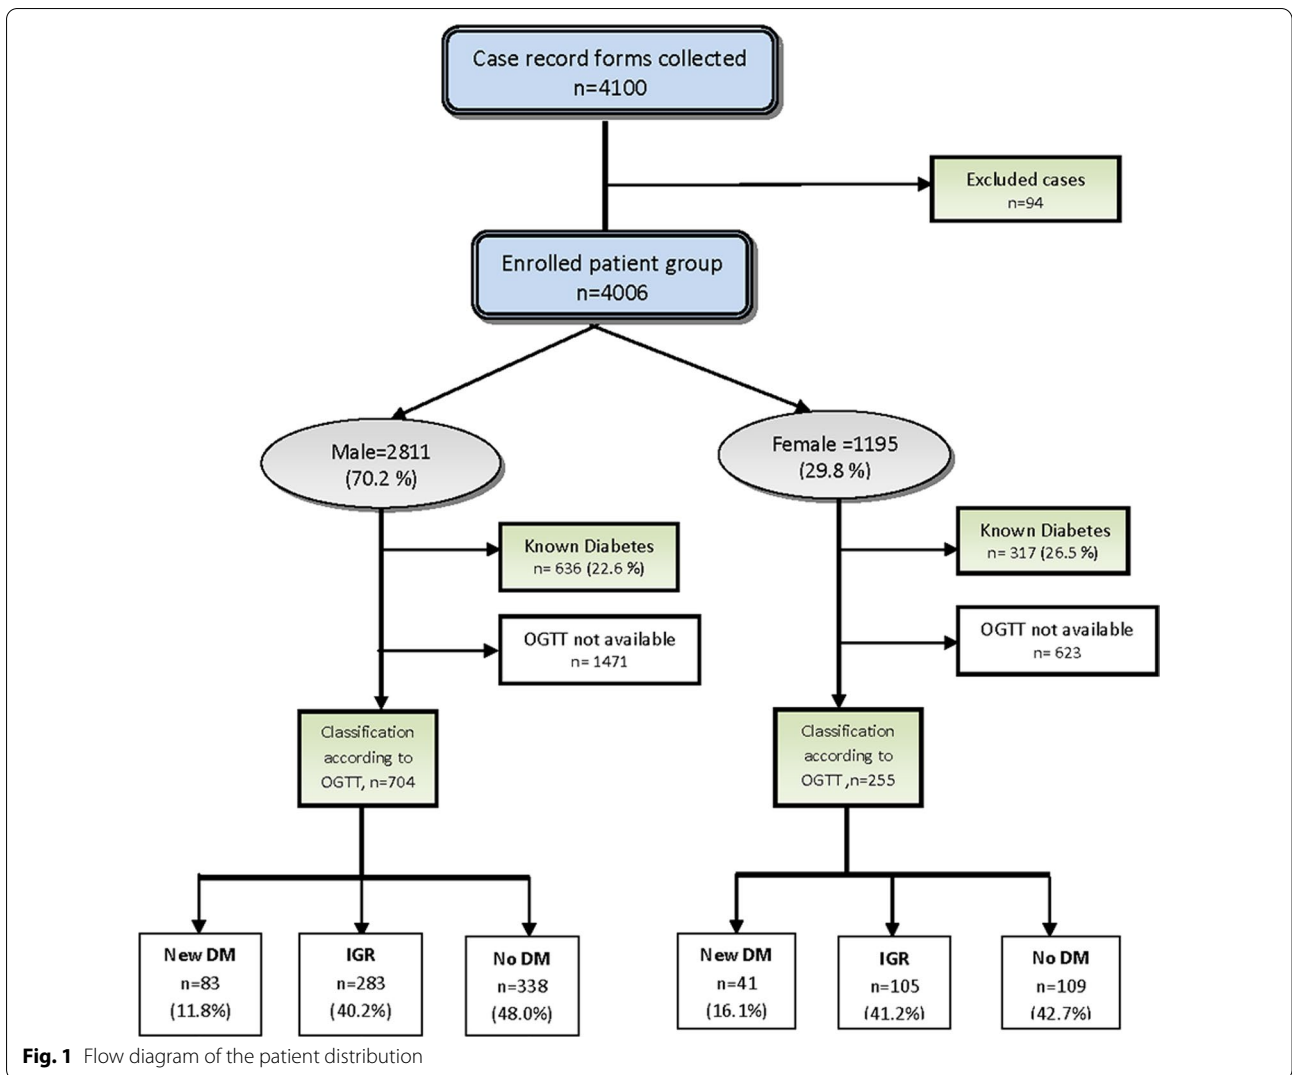 Case record forms collected
n=4100
Excluded cases
n=94
Enrolled patient group
n=4006
Male=2811
(70.2 %)
Female =1195
(29.8 %)
Known Diabetes
n= 636 (22.6 %)
Known Diabetes
n= 317 (26.5 %)
OGTT not available
n= 1471
OGTT not available
n= 623
Classification
according to
OGTT, n=704
Classification
according to
OGTT ,n=255
New DM
n=83
(11.8%)
IGR
n=283
(40.2%)
No DM
n=338
(48.0%)
New DM
n=41
(16.1%)
IGR
n=105
(41.2%)
No DM
n=109
(42.7%)
Fig. 1 Flow diagram of the patient distribution